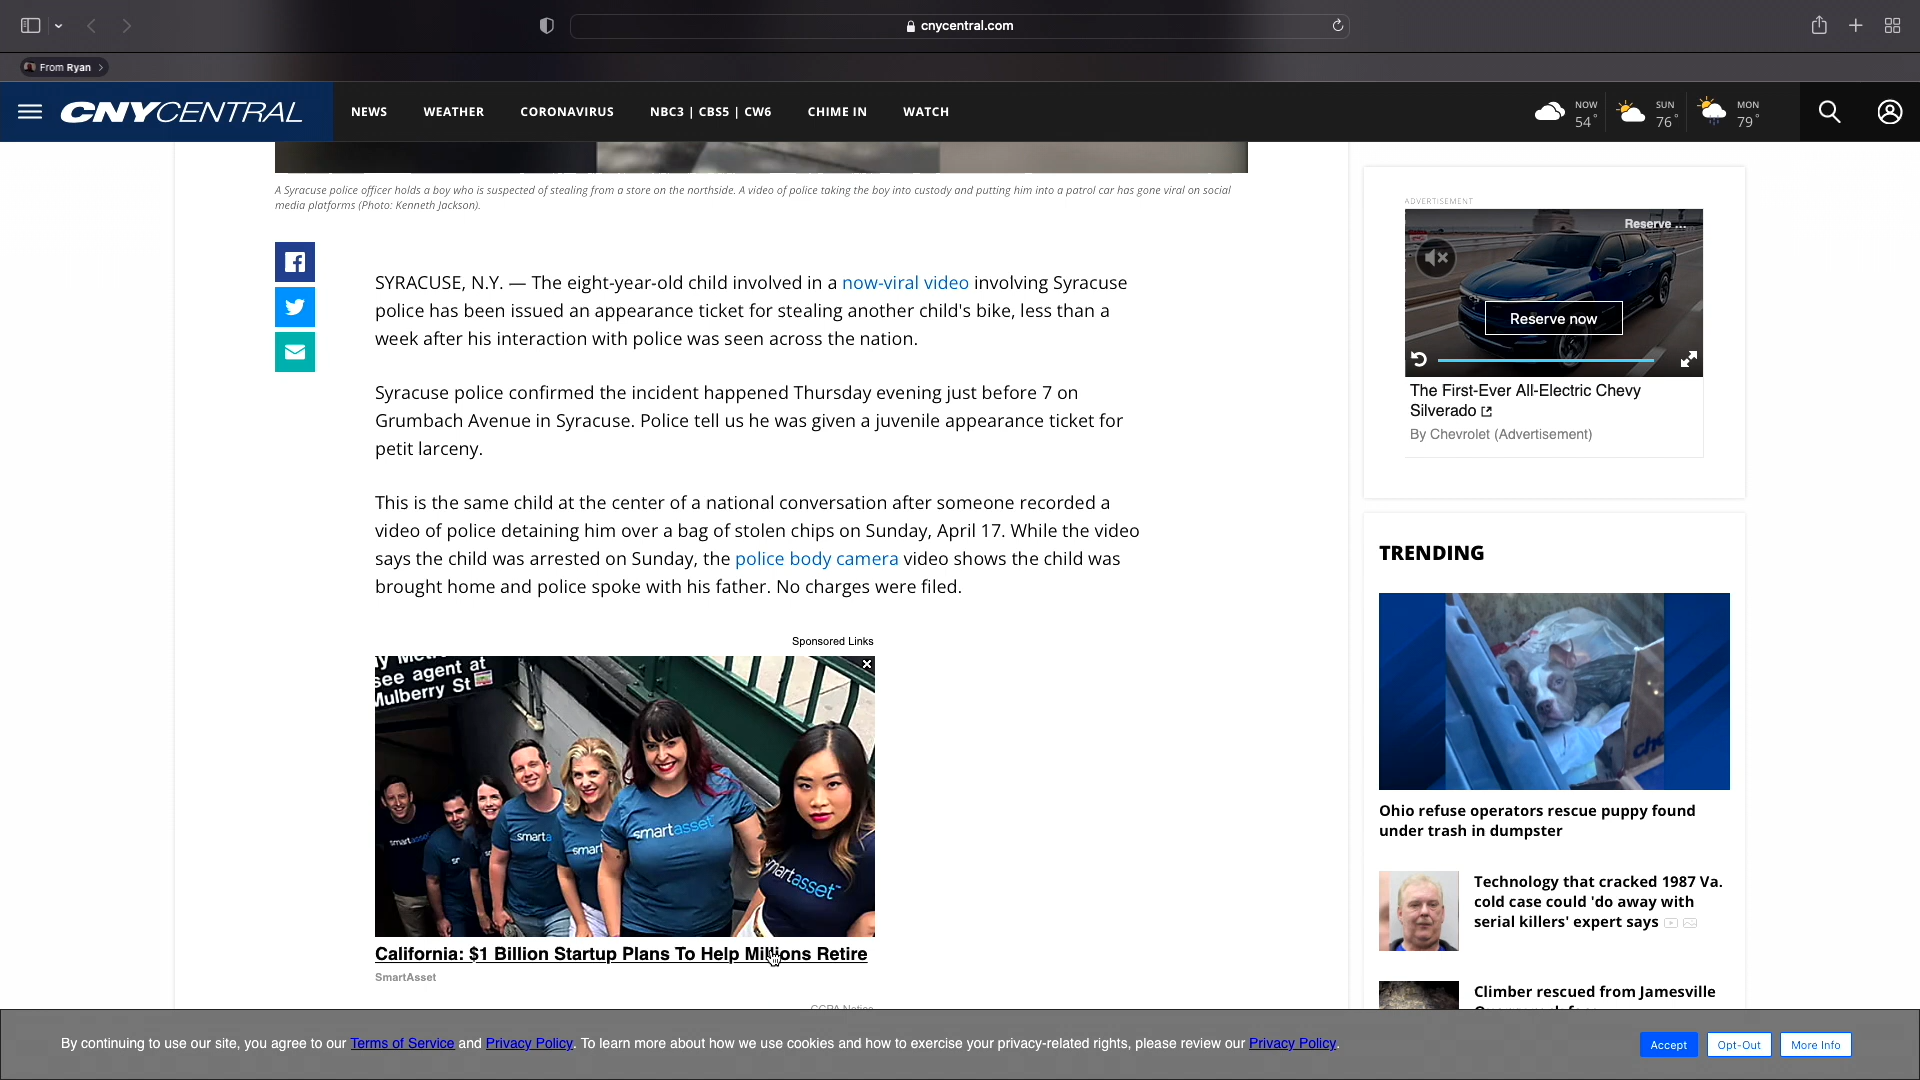 cnycentral.com
From Ryan
CNYCENTRAL
NEWS
WEATHER
CORONAVIRUS
NBC3 | CBS5 | CW6
CHIME IN
WATCH
NOW
54°
SUN
76°
MON
79°
A Syracuse police officer holds a boy who is suspected of stealing from a store on the northside. A video of police taking the boy into custody and putting him into a patrol car has gone viral on social
media platforms (Photo: Kenneth Jackson).
SYRACUSE, N.Y. — The eight-year-old child involved in a now-viral video involving Syracuse
police has been issued an appearance ticket for stealing another child's bike, less than a
week after his interaction with police was seen across the nation.
Syracuse police confirmed the incident happened Thursday evening just before 7 on
Grumbach Avenue in Syracuse. Police tell us he was given a juvenile appearance ticket for
petit larceny.
This is the same child at the center of a national conversation after someone recorded a
video of police detaining him over a bag of stolen chips on Sunday, April 17. While the video
says the child was arrested on Sunday, the police body camera video shows the child was
brought home and police spoke with his father. No charges were filed.
Sponsored Links
see agent at
Mulberry St
smartasset
smarta
smart
smartasset
martasset
California: $1 Billion Startup Plans To Help Millions Retire
SmartAsset
CCPA Notice
ADVERTISEMENT
Reserve ...
Reserve now
The First-Ever All-Electric Chevy
Silverado
By Chevrolet (Advertisement)
TRENDING
Ohio refuse operators rescue puppy found
under trash in dumpster
Technology that cracked 1987 Va.
cold case could 'do away with
serial killers' expert says
Climber rescued from Jamesville
By continuing to use our site, you agree to our Terms of Service and Privacy Policy. To learn more about how we use cookies and how to exercise your privacy-related rights, please review our Privacy Policy.
Accept
Opt-Out
More Info